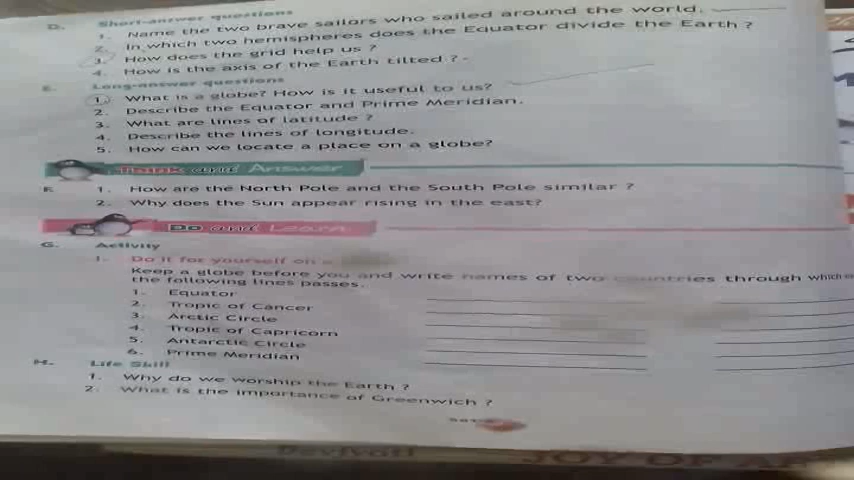 D. Short-answer questions
1. Name the two brave sailors who sailed around the world.
2. In which two hemispheres does the Equator divide the Earth ?
3. How does the grid help us ?
4. How is the axis of the Earth tilted ?
E. Long-answer questions
1. What is a globe? How is it useful to us?
2. Describe the Equator and Prime Meridian.
3. What are lines of latitude ?
4. Describe the lines of longitude.
5. How can we locate a place on a globe?
Think and Answer
F. 1. How are the North Pole and the South Pole similar ?
2. Why does the Sun appear rising in the east?
Do and Learn
G. Activity
1. Do it for yourself on a
Keep a globe before you and write names of two countries through which
the following lines passes.
1. Equator
2. Tropic of Cancer
3. Arctic Circle
4. Tropic of Capricorn
5. Antarctic Circle
6. Prime Meridian
H. Life Skill
1. Why do we worship the Earth ?
2. What is the importance of Greenwich ?
Devjyoti
JOY OF